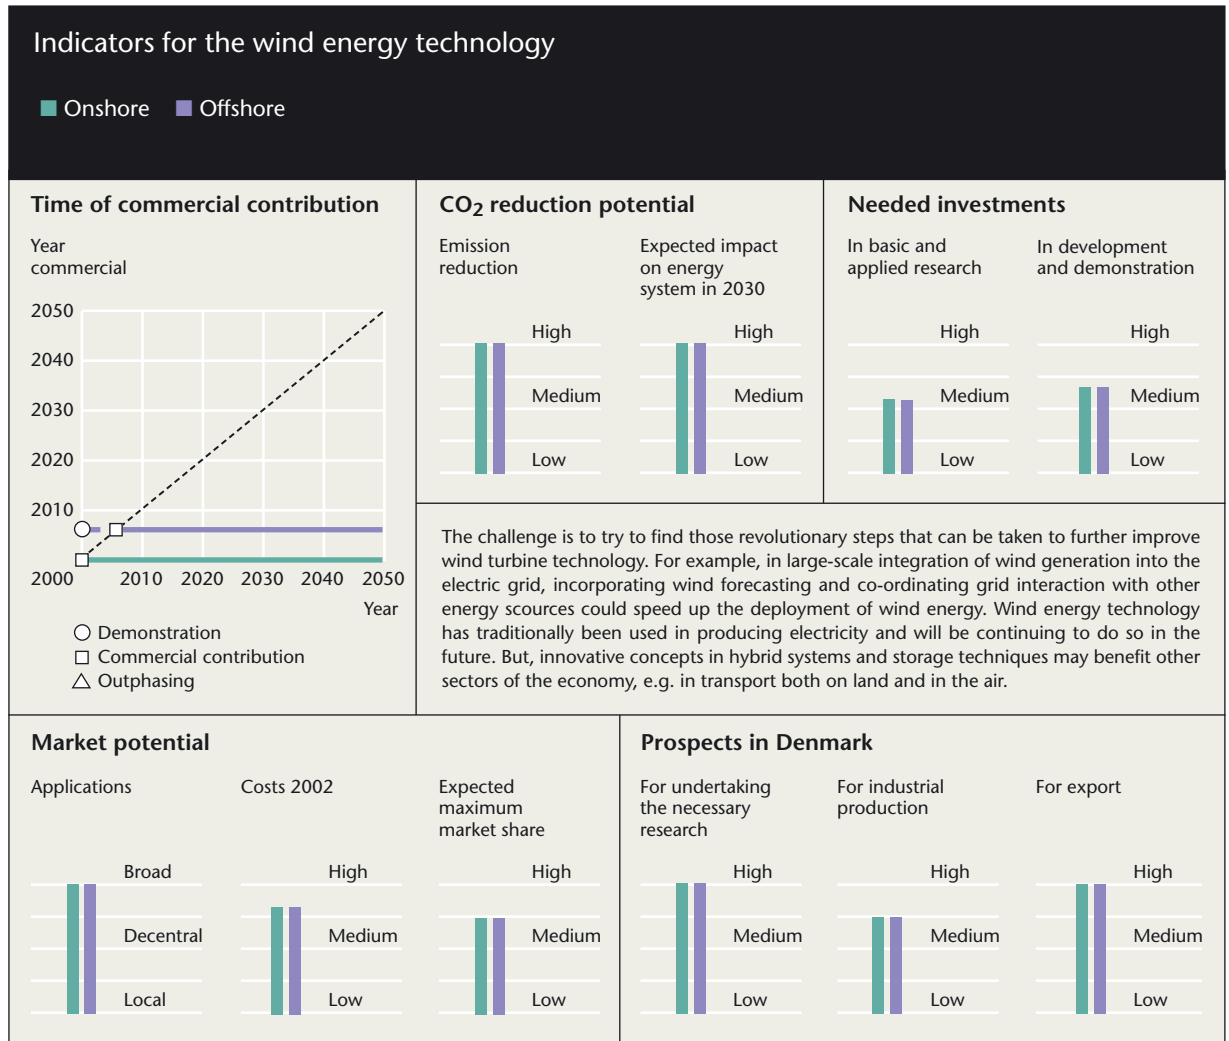 Indicators for the wind energy technology
Onshore
Offshore
Time of commercial contribution
Year
commercial
2050
2040
2030
2020
2010
2000
2010
2020
2030
2040
2050
Year
Demonstration
Commercial contribution
Outphasing
CO2 reduction potential
Emission
reduction
High
Medium
Low
Expected impact
on energy
system in 2030
High
Medium
Low
Needed investments
In basic and
applied research
High
Medium
Low
In development
and demonstration
High
Medium
Low
The challenge is to try to find those revolutionary steps that can be taken to further improve
wind turbine technology. For example, in large-scale integration of wind generation into the
electric grid, incorporating wind forecasting and co-ordinating grid interaction with other
energy scources could speed up the deployment of wind energy. Wind energy technology
has traditionally been used in producing electricity and will be continuing to do so in the
future. But, innovative concepts in hybrid systems and storage techniques may benefit other
sectors of the economy, e.g. in transport both on land and in the air.
Market potential
Applications
Broad
Decentral
Local
Costs 2002
High
Medium
Low
Expected
maximum
market share
High
Medium
Low
Prospects in Denmark
For undertaking
the necessary
research
High
Medium
Low
For industrial
production
High
Medium
Low
For export
High
Medium
Low